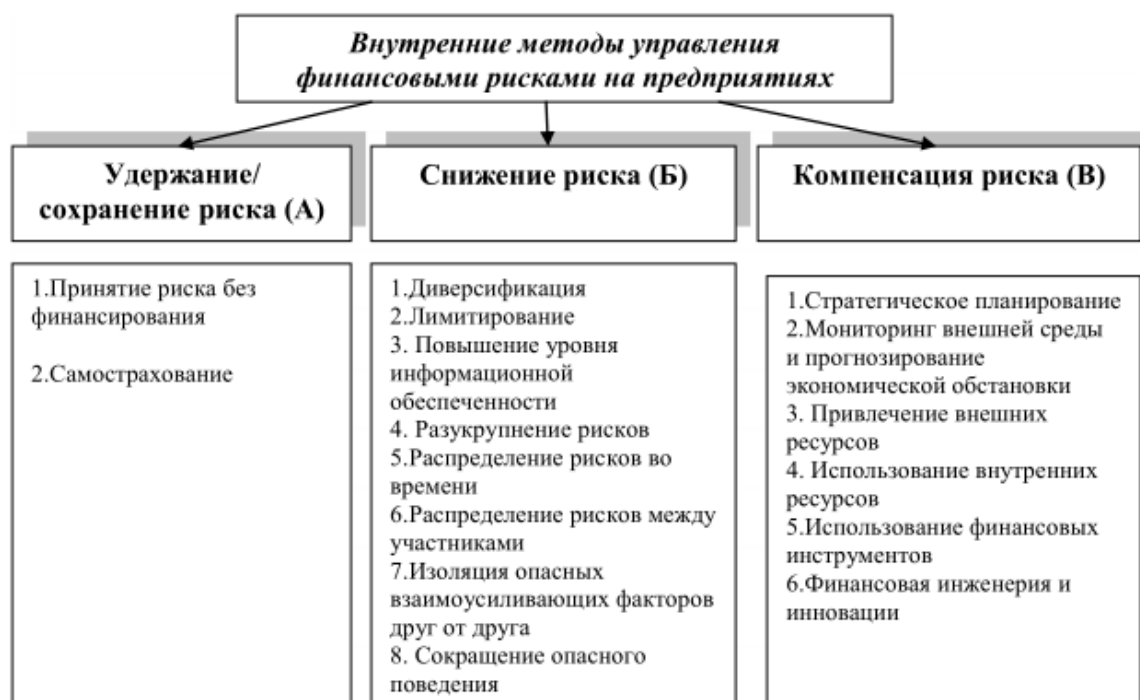 Внутренние методы управления
финансовыми рисками на предприятиях
Удержание/
сохранение риска (А)
Снижение риска (Б)
Компенсация риска (В)
1.Принятие риска без
финансирования
2.Самострахование
1.Диверсификация
2.Лимитирование
3. Повышение уровня
информационной
обеспеченности
4. Разукрупнение рисков
5.Распределение рисков во
времени
6.Распределение рисков между
участниками
7.Изоляция опасных
взаимоусиливающих факторов
друг от друга
8. Сокращение опасного
поведения
1.Стратегическое планирование
2.Мониторинг внешней среды
и прогнозирование
экономической обстановки
3. Привлечение внешних
ресурсов
4. Использование внутренних
ресурсов
5.Использование финансовых
инструментов
6.Финансовая инженерия и
инновации